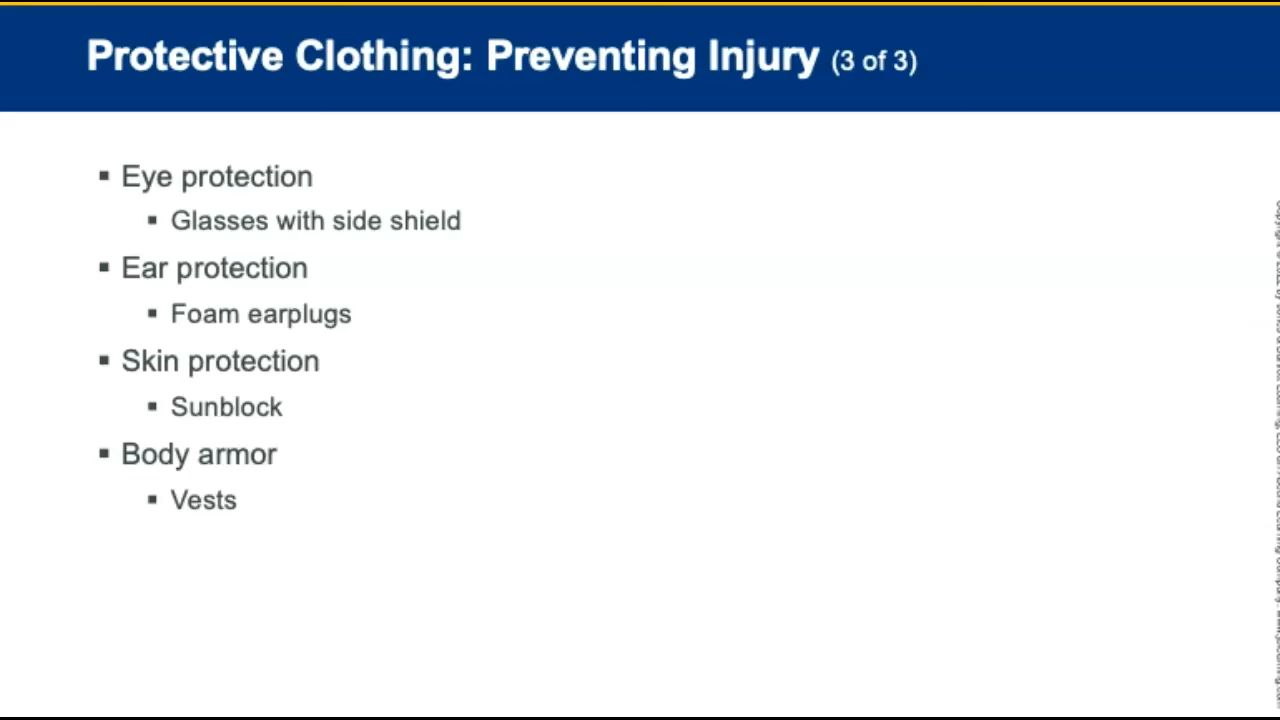 Protective Clothing: Preventing Injury (3 of 3)
▪ Eye protection
▪ Glasses with side shield
▪ Ear protection
▪ Foam earplugs
▪ Skin protection
▪ Sunblock
▪ Body armor
▪ Vests